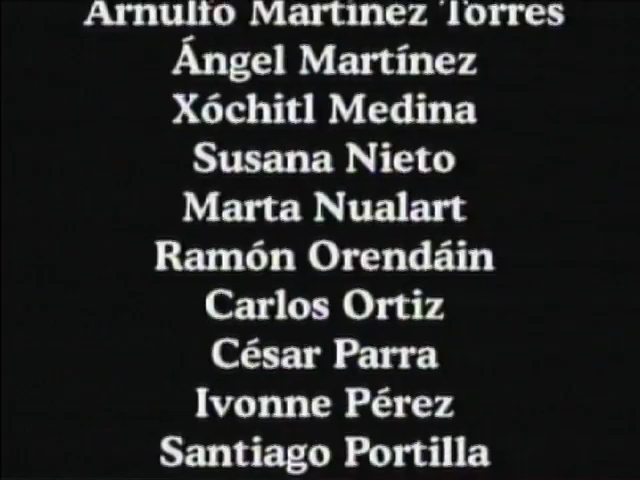 Arnulfo Martínez Torres
Ángel Martínez
Xóchitl Medina
Susana Nieto
Marta Nualart
Ramón Orendáin
Carlos Ortiz
César Parra
Ivonne Pérez
Santiago Portilla